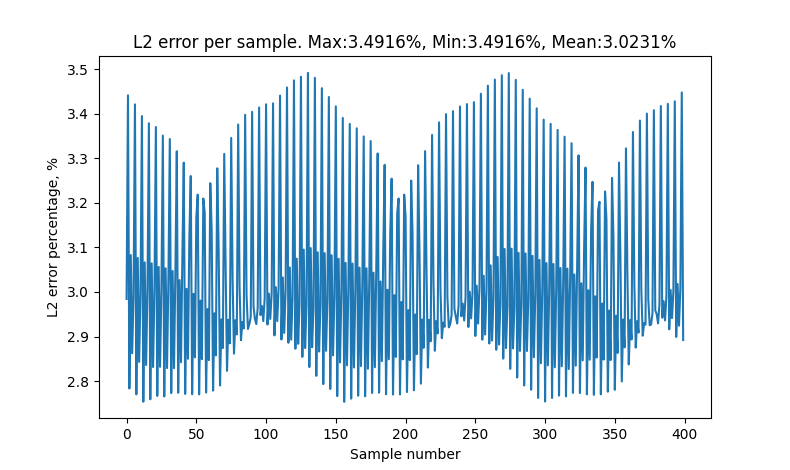 L2 error per sample. Max:3.4916%, Min:3.4916%, Mean:3.0231%
L2 error percentage, %
3.5
3.4
3.3
3.2
3.1
3.0
2.9
2.8
0 50 100 150 200 250 300 350 400
Sample number